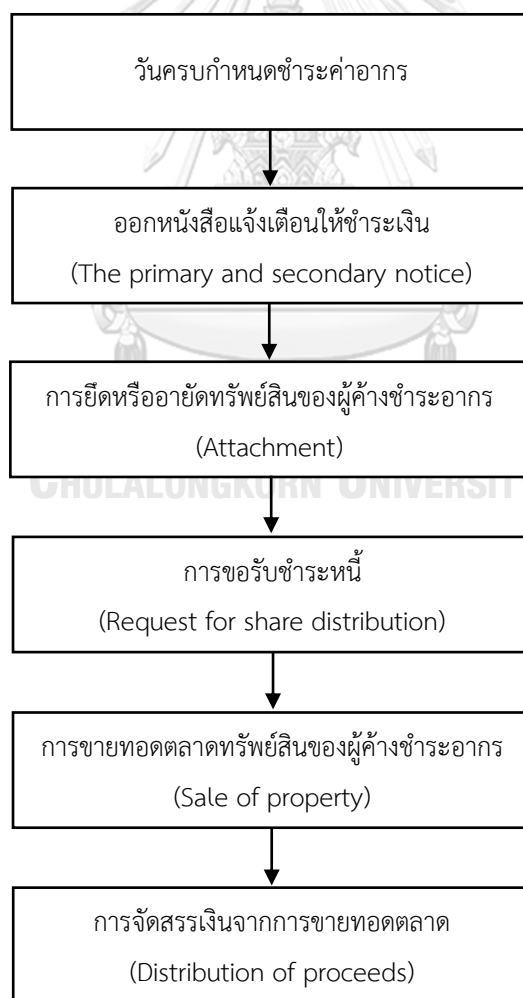 วันครบกำหนดชำระค่าอากร
ออกหนังสือแจ้งเตือนให้ชำระเงิน
(The primary and secondary notice)
การยึดหรืออายัดทรัพย์สินของผู้ค้างชำระอากร
(Attachment)
CHULALONGKORN UNIVERSIT
การขอรับชำระหนี้
(Request for share distribution)
การขายทอดตลาดทรัพย์สินของผู้ค้างชำระอากร
(Sale of property)
การจัดสรรเงินจากการขายทอดตลาด
(Distribution of proceeds)